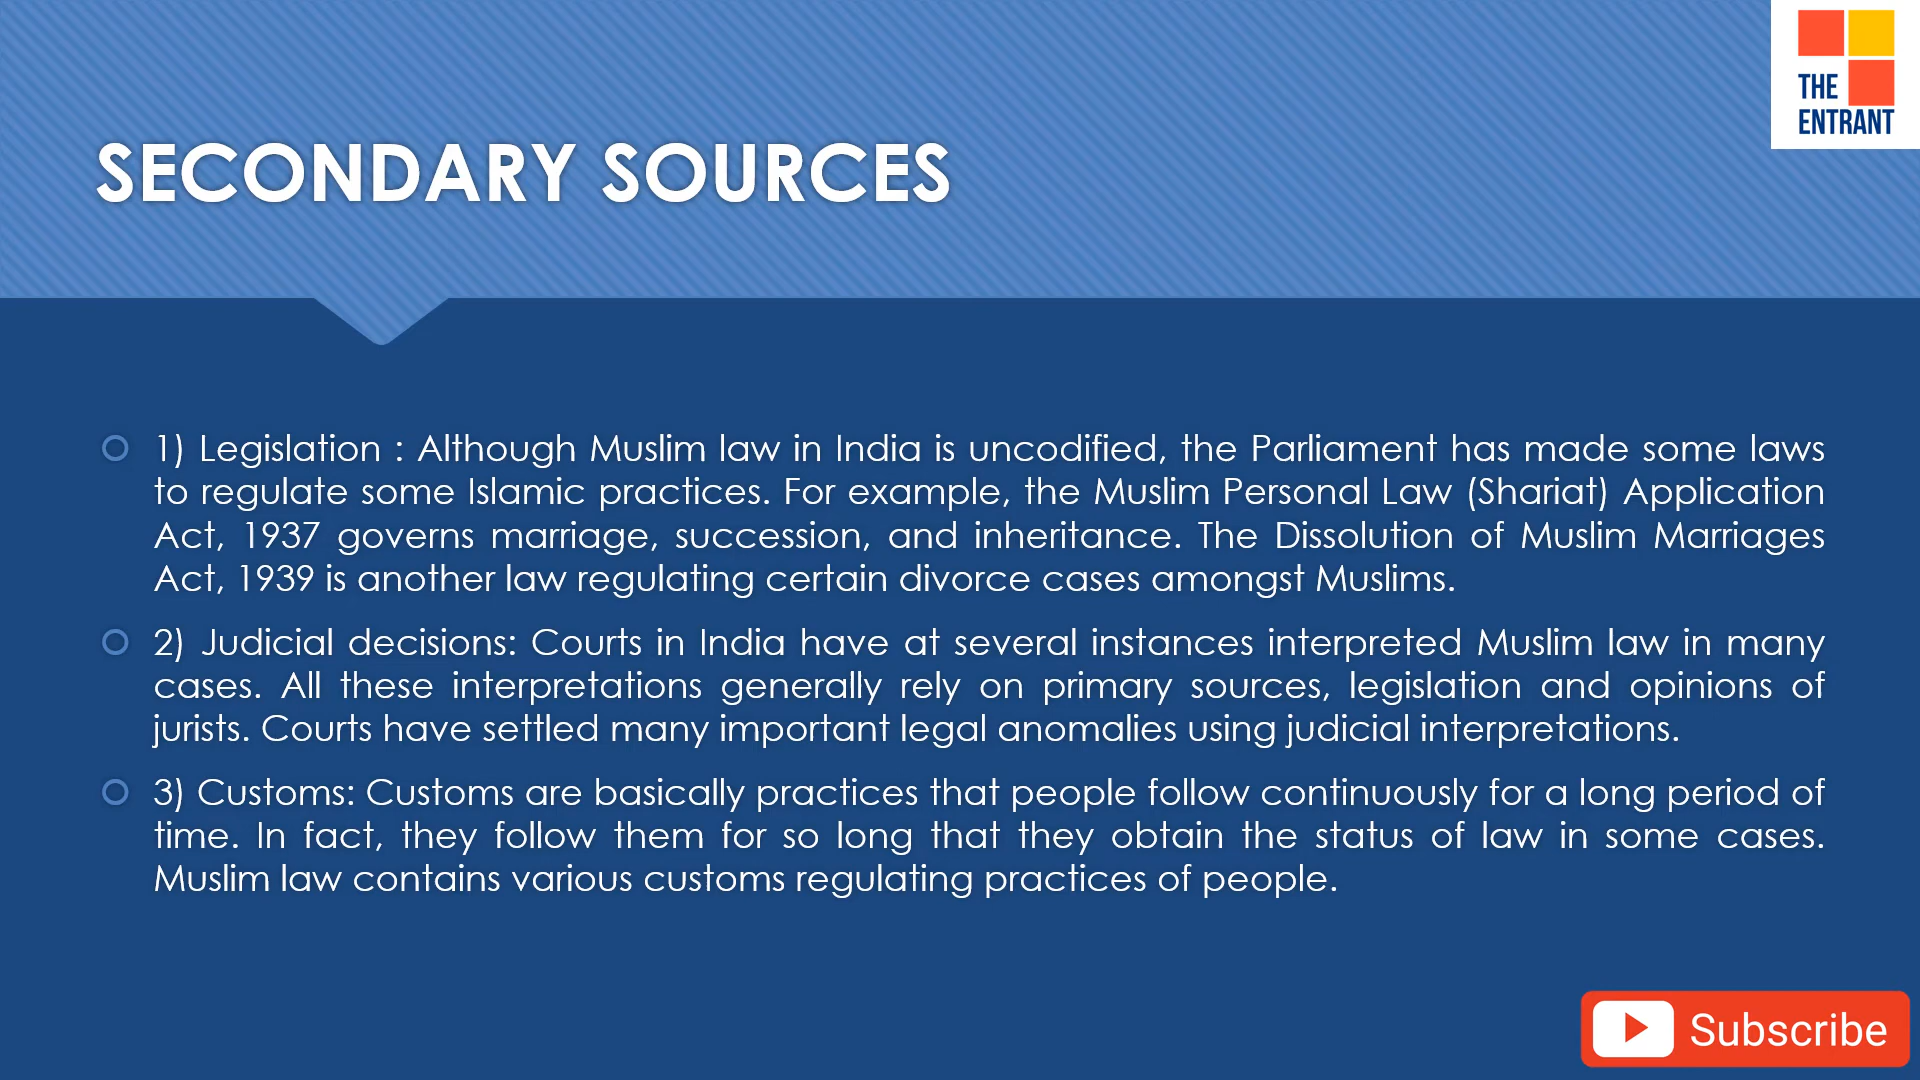 THE
ENTRANT
SECONDARY SOURCES
1) Legislation : Although Muslim law in India is uncodified, the Parliament has made some laws
to regulate some Islamic practices. For example, the Muslim Personal Law (Shariat) Application
Act, 1937 governs marriage, succession, and inheritance. The Dissolution of Muslim Marriages
Act, 1939 is another law regulating certain divorce cases amongst Muslims.
2) Judicial decisions: Courts in India have at several instances interpreted Muslim law in many
cases. All these interpretations generally rely on primary sources, legislation and opinions of
jurists. Courts have settled many important legal anomalies using judicial interpretations.
3) Customs: Customs are basically practices that people follow continuously for a long period of
time. In fact, they follow them for so long that they obtain the status of law in some cases.
Muslim law contains various customs regulating practices of people.
Subscribe